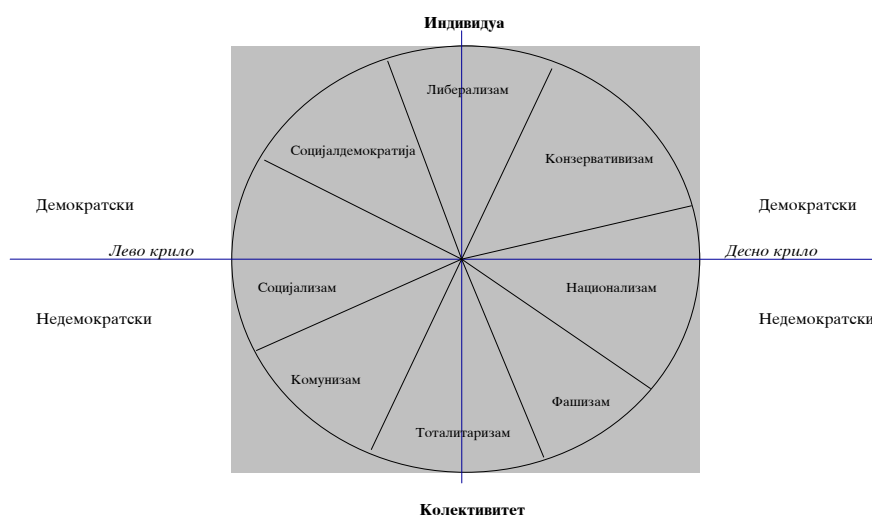 Индивидуа
Либерализам
Социјалдемократија
Конзервативизам
Демократски
Демократски
Лево крило
Десно крило
Социјализам
Национализам
Недемократски
Недемократски
Комунизам
Фашизам
Тоталитаризам
Колективитет